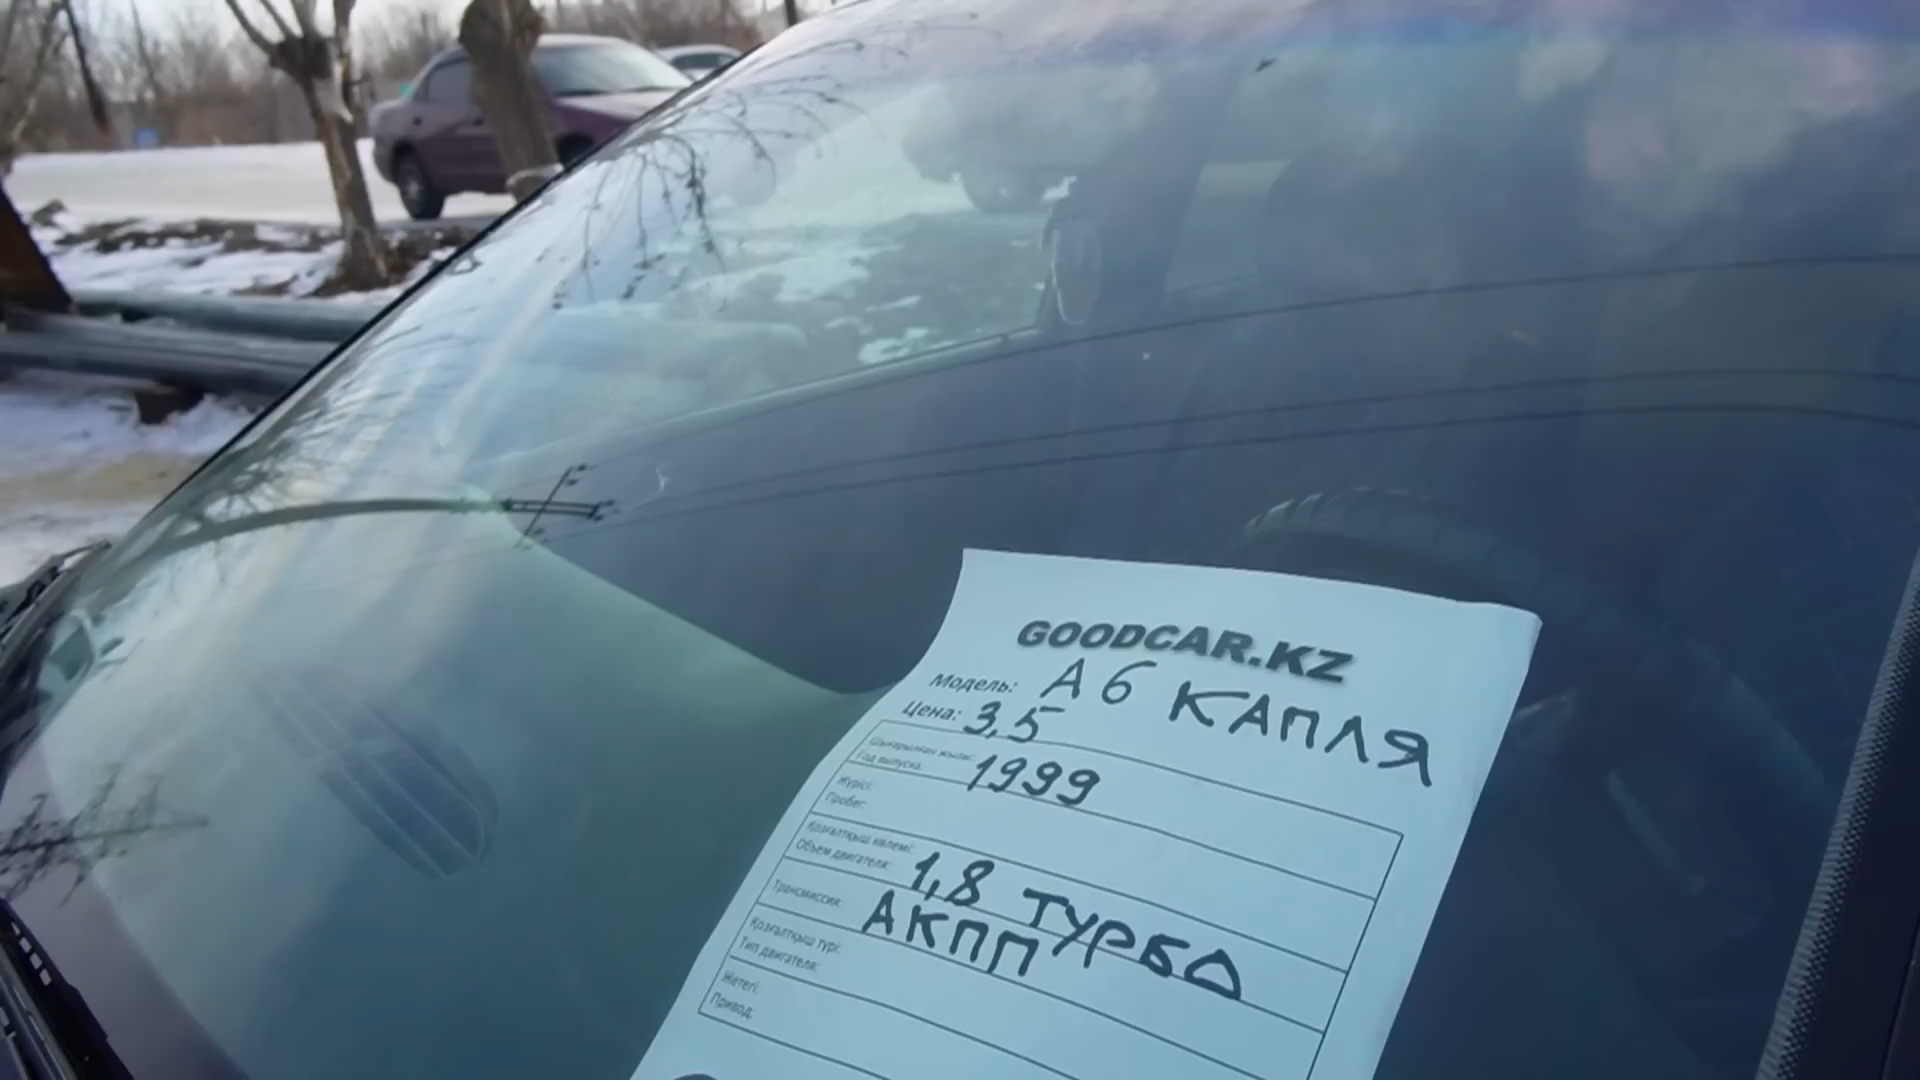 GOODCAR.KZ
Модель: А6 КАПЛЯ
Цена: 3,5
Шығарылған жылы:
Год выпуска: 1999
Жүрісі:
Пробег:
Қозғалтқыш көлемі:
Объем двигателя: 1,8 ТУРБО
Трансмиссия: АКПП
Қозғалтқыш түрі:
Тип двигателя:
Жетегі:
Привод: